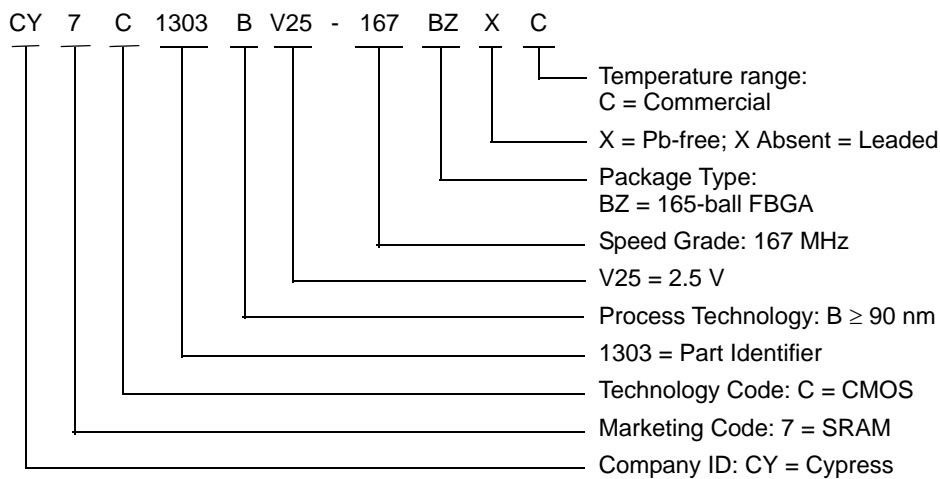 CY 7 C 1303 B V25 - 167 BZ X C
Temperature range:
C = Commercial
X = Pb-free; X Absent = Leaded
Package Type:
BZ = 165-ball FBGA
Speed Grade: 167 MHz
V25 = 2.5 V
Process Technology: B ≥ 90 nm
1303 = Part Identifier
Technology Code: C = CMOS
Marketing Code: 7 = SRAM
Company ID: CY = Cypress